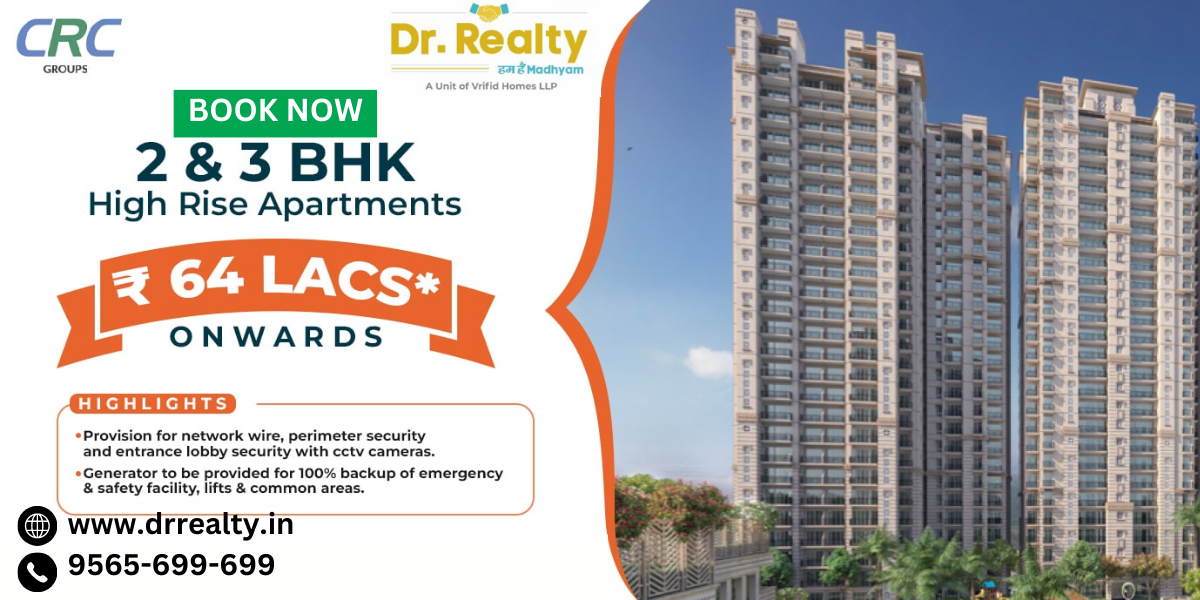 CRC
GROUPS
Dr. Realty
हम हैं Madhyam
A Unit of Vrifid Homes LLP
BOOK NOW
2 & 3 BHK
High Rise Apartments
₹ 64 LACS*
ONWARDS
HIGHLIGHTS
•Provision for network wire, perimeter security
and entrance lobby security with cctv cameras.
•Generator to be provided for 100% backup of emergency
& safety facility, lifts & common areas.
www.drrealty.in
9565-699-699